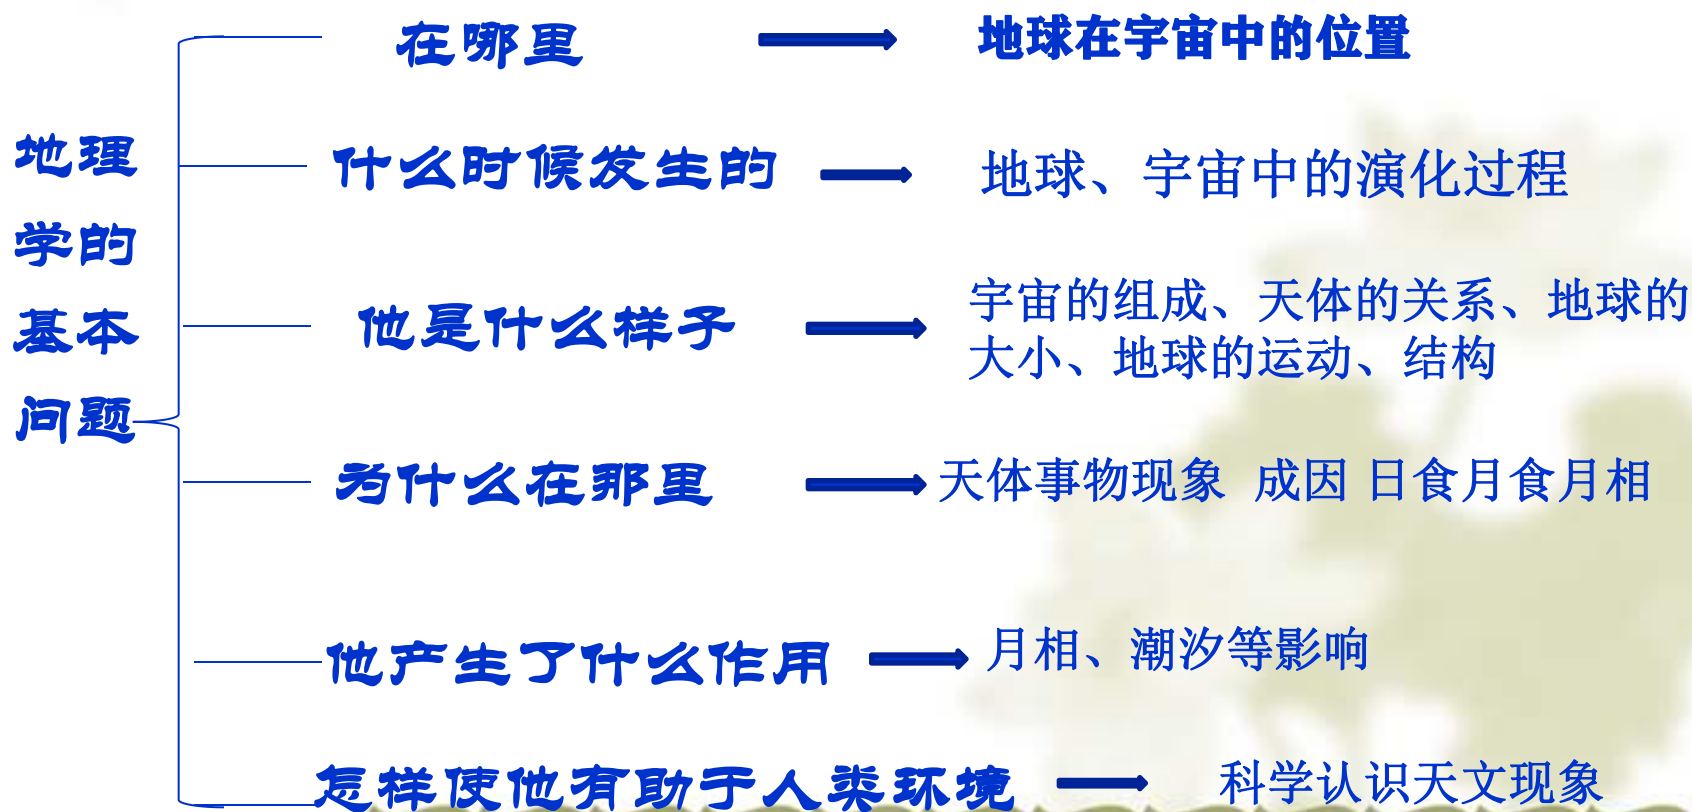 地理
学的
基本
问题
在哪里
地球在宇宙中的位置
什么时候发生的
地球、宇宙中的演化过程
他是什么样子
宇宙的组成、天体的关系、地球的
大小、地球的运动、结构
为什么在那里
天体事物现象 成因 日食月食月相
他产生了什么作用
月相、潮汐等影响
怎样使他有助于人类环境
科学认识天文现象